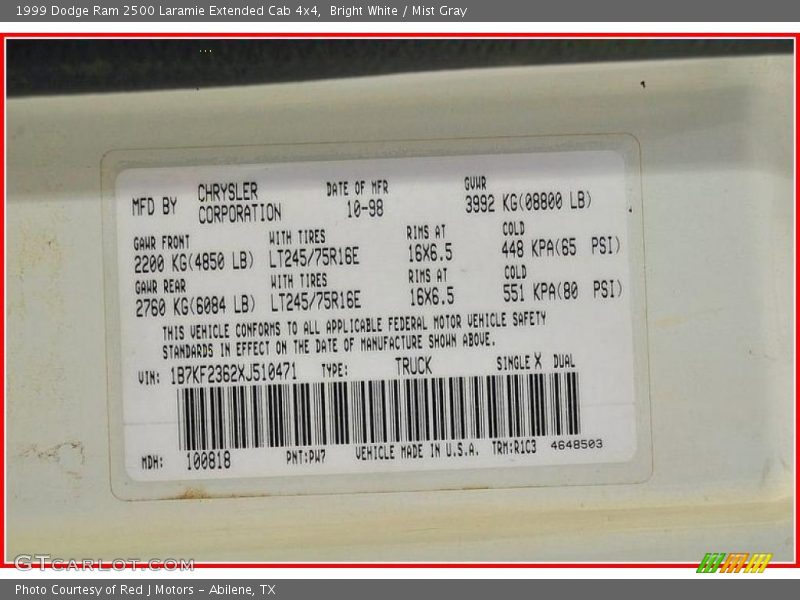 1999 Dodge Ram 2500 Laramie Extended Cab 4x4, Bright White / Mist Gray
MFD BY CHRYSLER CORPORATION DATE OF MFR 10-98 GVWR 3992 KG(08800 LB)
GAWR FRONT WITH TIRES RIMS AT COLD
2200 KG(4850 LB) LT245/75R16E 16X6.5 448 KPA(65 PSI)
GAWR REAR WITH TIRES RIMS AT COLD
2760 KG(6084 LB) LT245/75R16E 16X6.5 551 KPA(80 PSI)
THIS VEHICLE CONFORMS TO ALL APPLICABLE FEDERAL MOTOR VEHICLE SAFETY
STANDARDS IN EFFECT ON THE DATE OF MANUFACTURE SHOWN ABOVE.
VIN: 1B7KF2362XJ510471 TYPE: TRUCK SINGLE X DUAL
MDH: 100818 PNT:PW7 VEHICLE MADE IN U.S.A. TRM:R1C3 4648503
GTCARLOT.COM
Photo Courtesy of Red J Motors – Abilene, TX